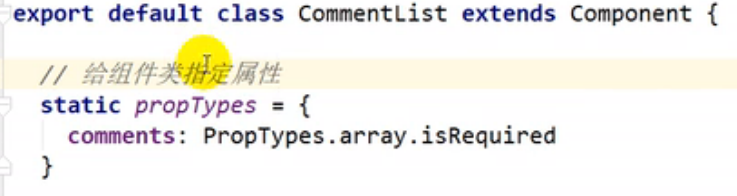 export default class CommentList extends Component {
// 给组件类指定属性
static propTypes = {
comments: PropTypes.array.isRequired
}